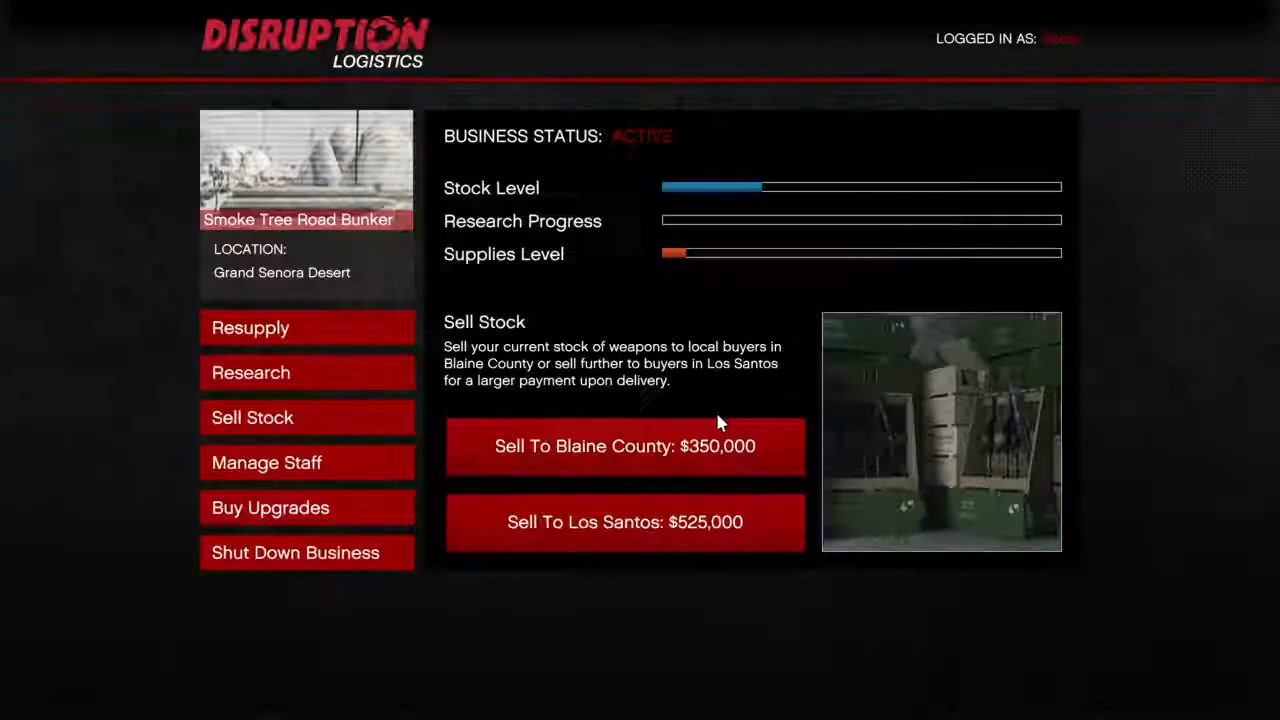 DISRUPTION
LOGISTICS
LOGGED IN AS:
Smoke Tree Road Bunker
LOCATION:
Grand Senora Desert
Resupply
Research
Sell Stock
Manage Staff
Buy Upgrades
Shut Down Business
BUSINESS STATUS: ACTIVE
Stock Level
Research Progress
Supplies Level
Sell Stock
Sell your current stock of weapons to local buyers in
Blaine County or sell further to buyers in Los Santos
for a larger payment upon delivery.
Sell To Blaine County: $350,000
Sell To Los Santos: $525,000